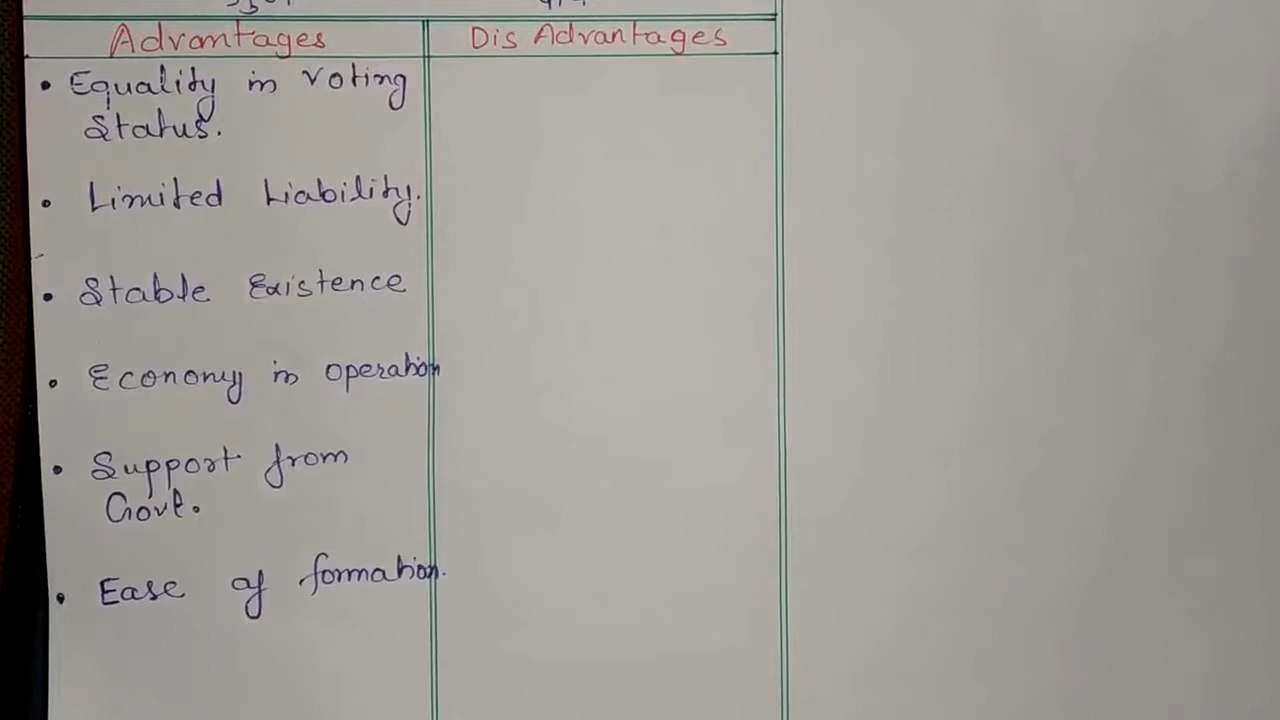 Advantages
Dis Advantages
• Equality in Voting
Status.
• Limited Liability.
• Stable Existence
• Economy in operation
• Support from
Govt.
• Ease of formation.